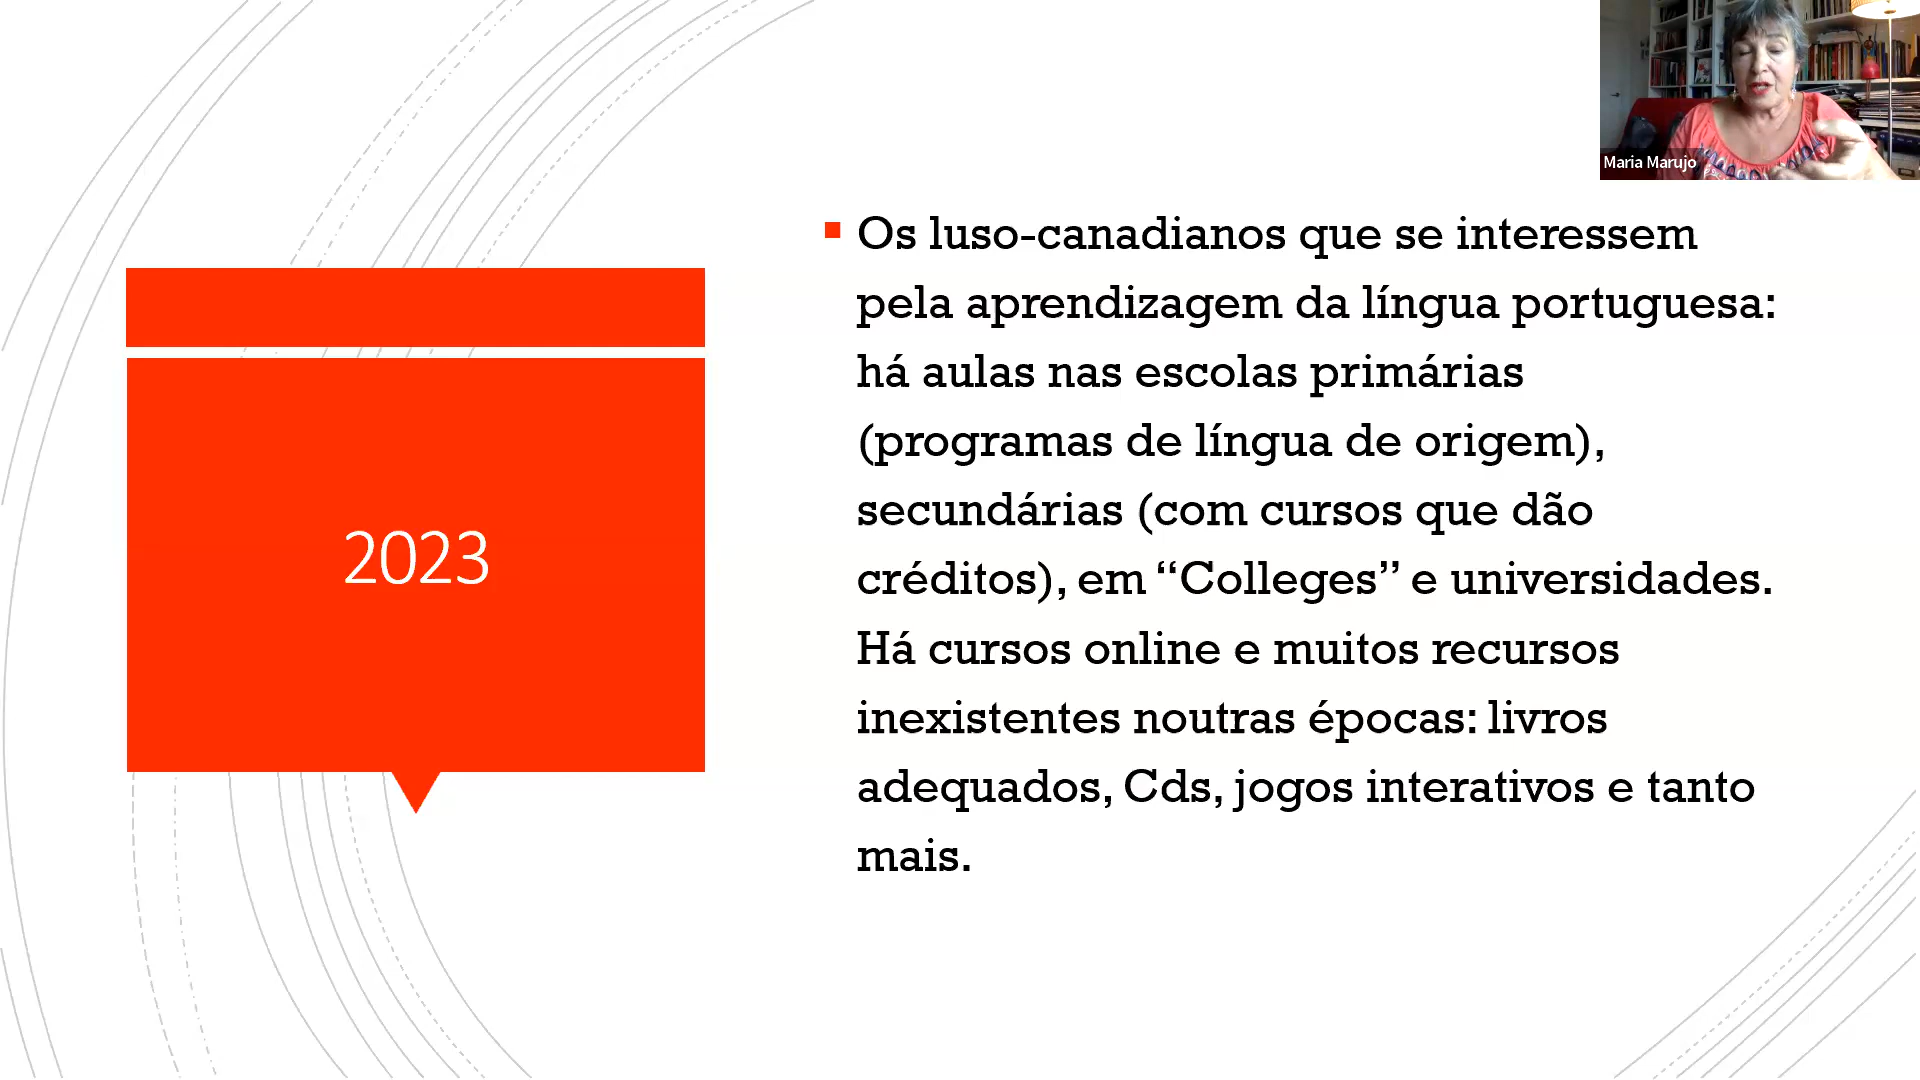 Maria Marujo
2023
Os luso-canadianos que se interessem
pela aprendizagem da língua portuguesa:
há aulas nas escolas primárias
(programas de língua de origem),
secundárias (com cursos que dão
créditos), em “Colleges” e universidades.
Há cursos online e muitos recursos
inexistentes noutras épocas: livros
adequados, Cds, jogos interativos e tanto
mais.